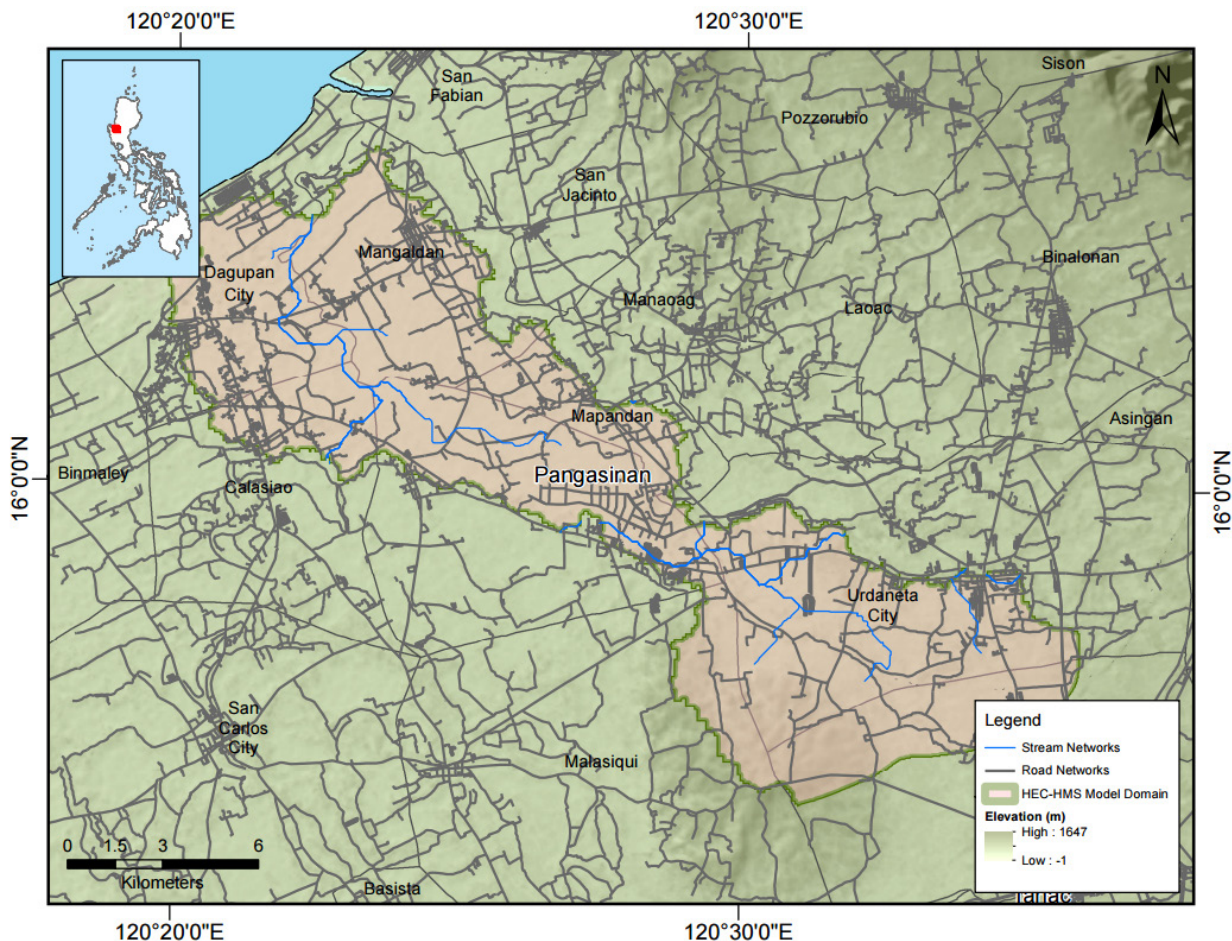 120°20'0"E
120°30'0"E
San
Fabian
Sison
N
Pozzorubio
San
Jacinto
Mangaldan
Dagupan
City
Binalonan
Manaoag
Laoac
Mapandan
Asingan
16°0'0"N
Binmaley
Pangasinan
Calasiao
16°0'0"N
Urdaneta
City
San
Carlos
City
Malasiqui
Basista
0 1.5 3 6
Kilometers
Legend
Stream Networks
Road Networks
HEC-HMS Model Domain
Elevation (m)
High : 1647
Low : -1
Tarlac
120°20'0"E
120°30'0"E